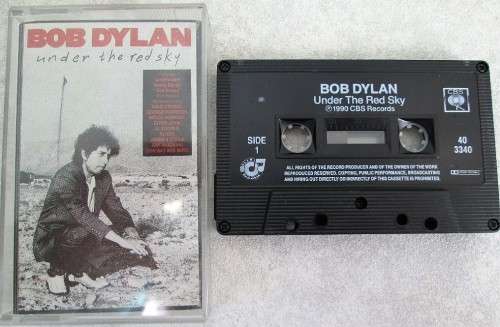 BOB DYLAN
under the red sky
BOB DYLAN
Under The Red Sky
℗1990 CBS Records
CBS
SIDE
1
40
3340
ALL RIGHTS OF THE RECORD PRODUCER AND OF THE OWNER OF THE WORK
REPRODUCED RESERVED. COPYING, PUBLIC PERFORMANCE, BROADCASTING
AND HIRING OUT DIRECTLY OR INDIRECTLY OF THIS CASSETTE IS PROHIBITED.